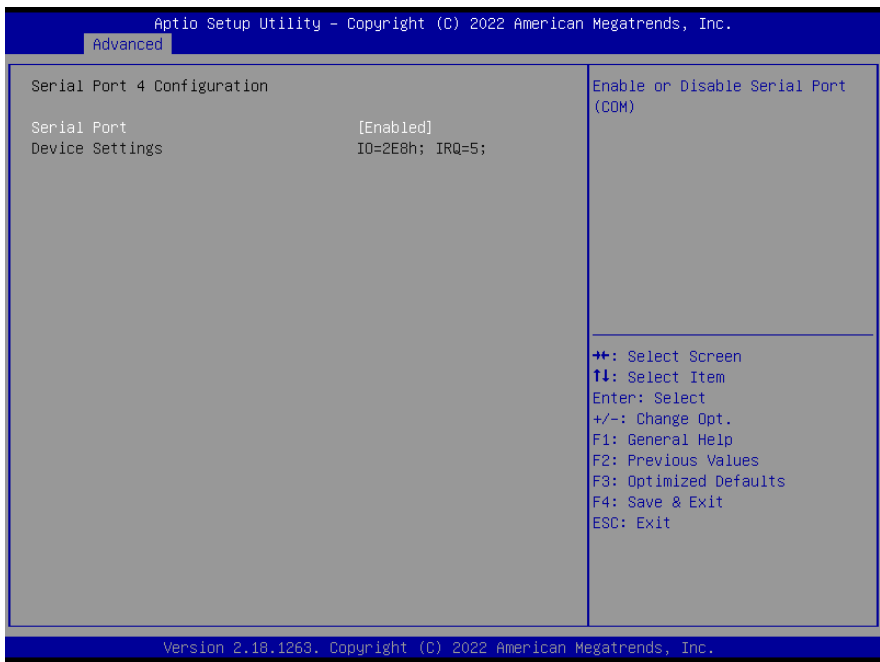 Aptio Setup Utility – Copyright (C) 2022 American Megatrends, Inc.
Advanced
Serial Port 4 Configuration
Serial Port [Enabled]
Device Settings IO=2E8h; IRQ=5;
Enable or Disable Serial Port
(COM)
→←: Select Screen
↑↓: Select Item
Enter: Select
+/-: Change Opt.
F1: General Help
F2: Previous Values
F3: Optimized Defaults
F4: Save & Exit
ESC: Exit
Version 2.18.1263. Copyright (C) 2022 American Megatrends, Inc.